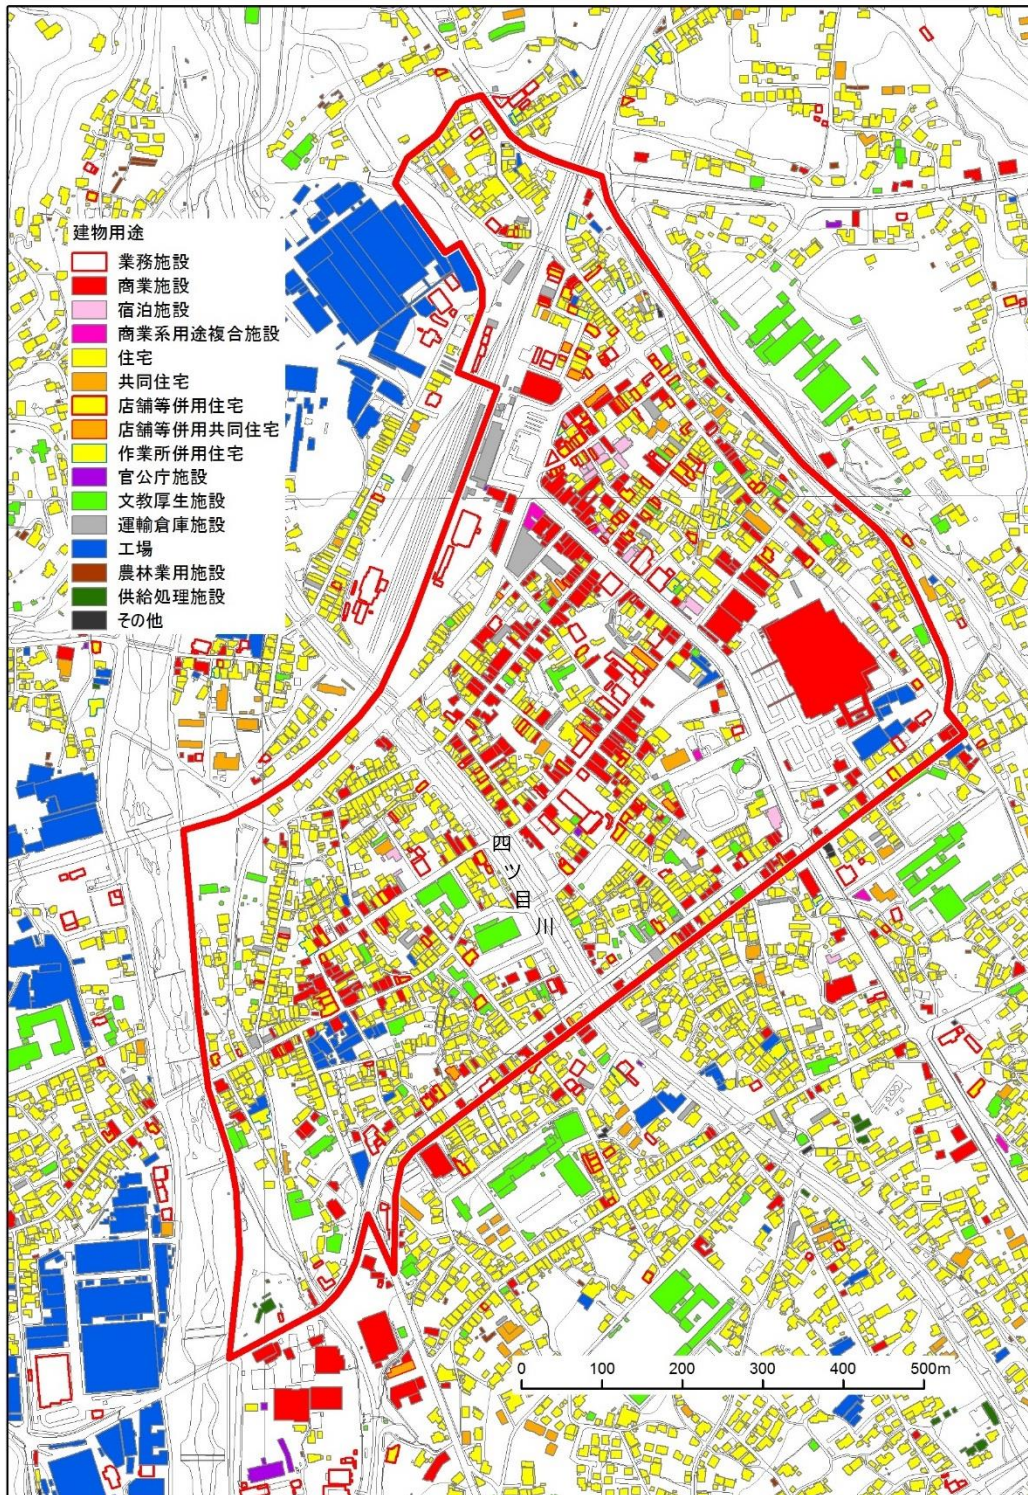 建物用途
業務施設
商業施設
宿泊施設
商業系用途複合施設
住宅
共同住宅
店舗等併用住宅
店舗等併用共同住宅
作業所併用住宅
官公庁施設
文教厚生施設
運輸倉庫施設
工場
農林業用施設
供給処理施設
その他
四ツ目川
0 100 200 300 400 500m